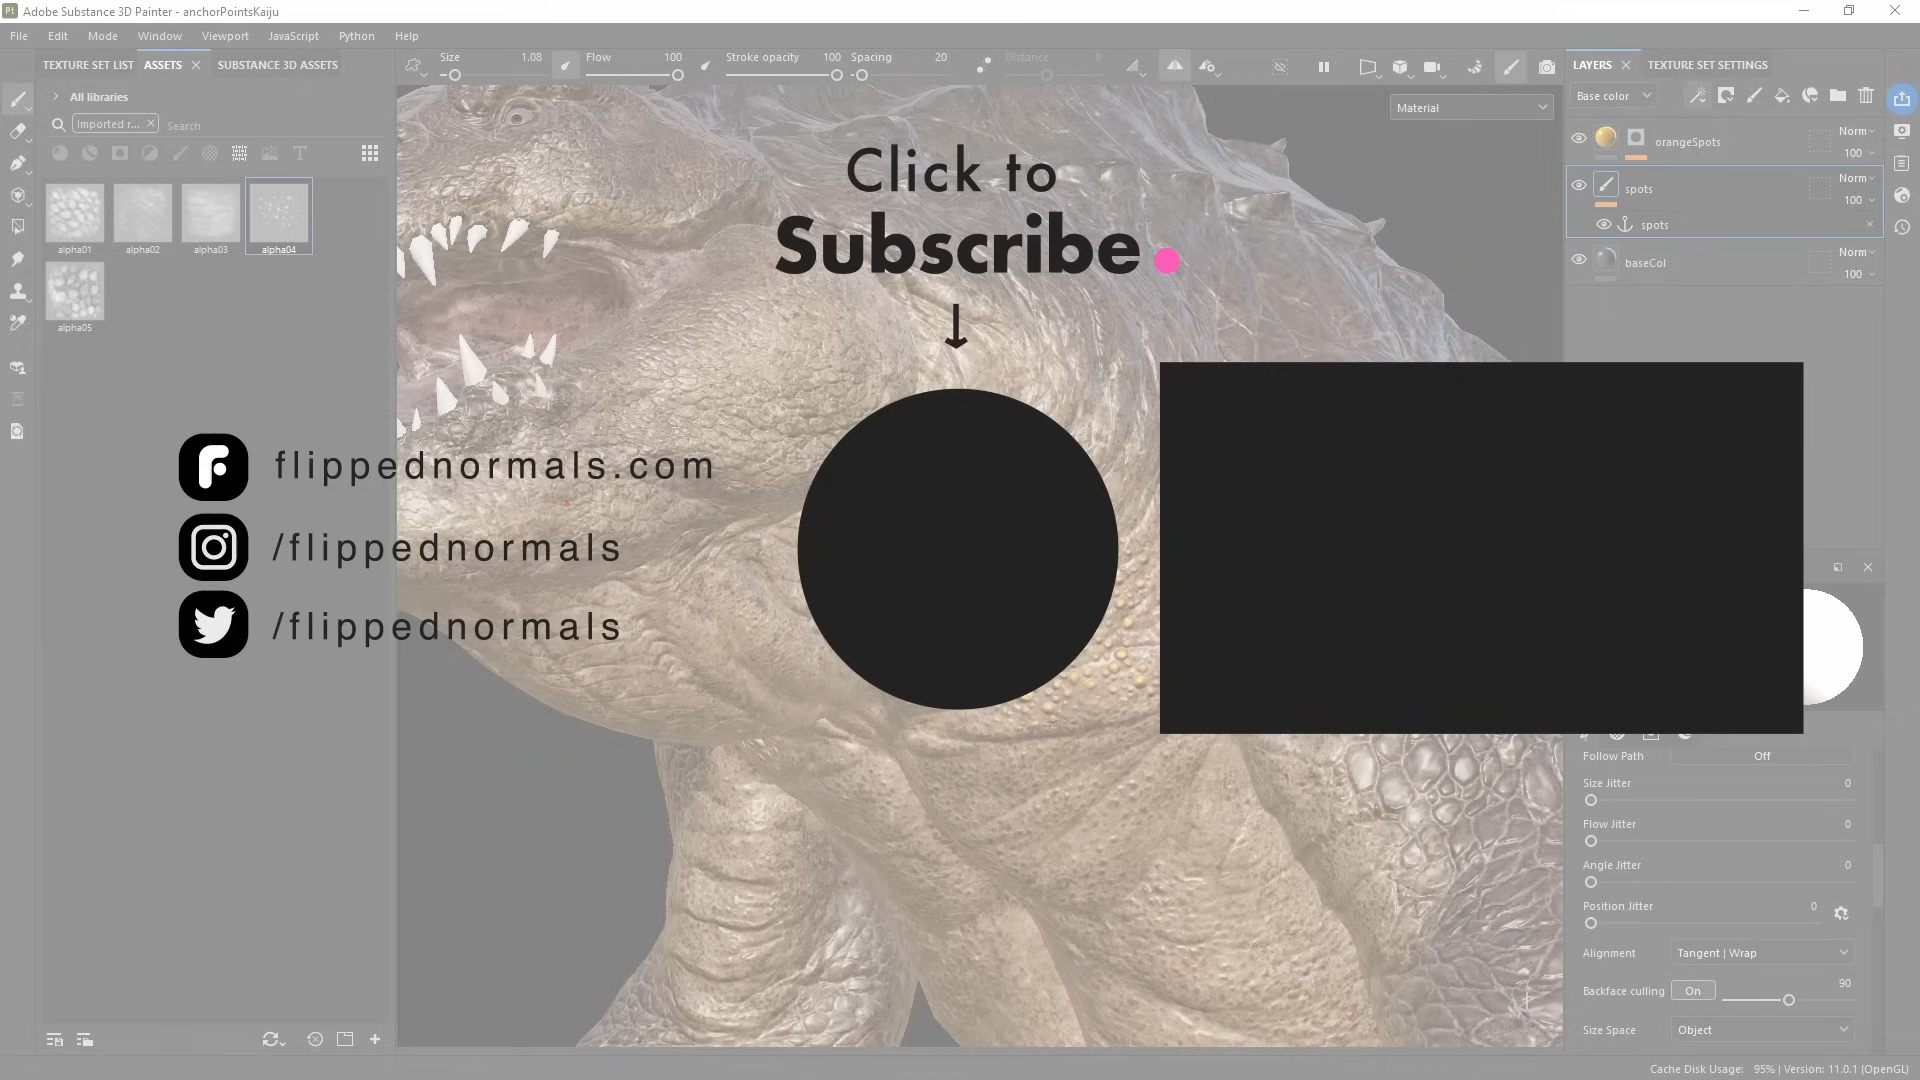 Pt Adobe Substance 3D Painter - anchorPointsKaiju
File Edit Mode Window Viewport JavaScript Python Help
TEXTURE SET LIST ASSETS SUBSTANCE 3D ASSETS
Size 1.08 Flow 100 Stroke opacity 100 Spacing 20 Distance 8
LAYERS TEXTURE SET SETTINGS
All libraries
Imported r... Search
Material
Base color
alpha01 alpha02 alpha03 alpha04
alpha05
orangeSpots Norm
100
spots Norm
100
spots
baseCol Norm
100
Click to
Subscribe
flippednormals.com
/flippednormals
/flippednormals
Follow Path Off
Size Jitter 0
Flow Jitter 0
Angle Jitter 0
Position Jitter 0
Alignment Tangent | Wrap
Backface culling On 90
Size Space Object
Cache Disk Usage: 95% | Version: 11.0.1 (OpenGL)